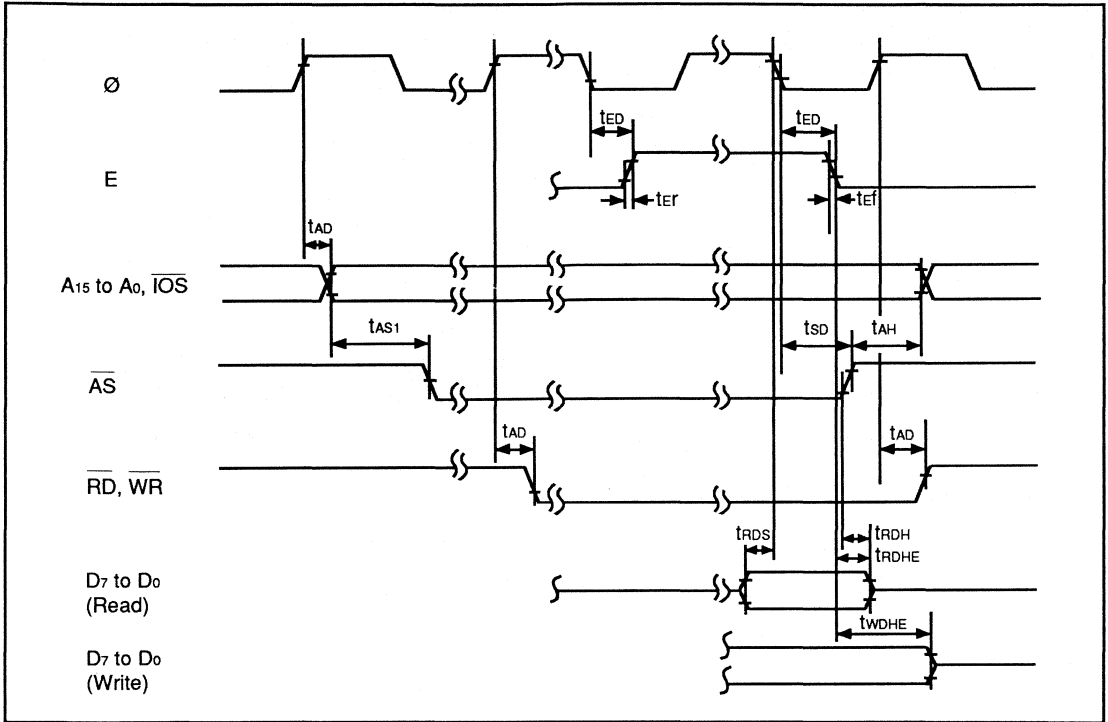 Ø
tED tED
E
tEr tEf
tAD
A15 to A0, IOS
tAS1 tSD tAH
AS
tAD tAD
RD, WR
tRDS tRDH
tRDHE
D7 to D0
(Read)
tWDHE
D7 to D0
(Write)